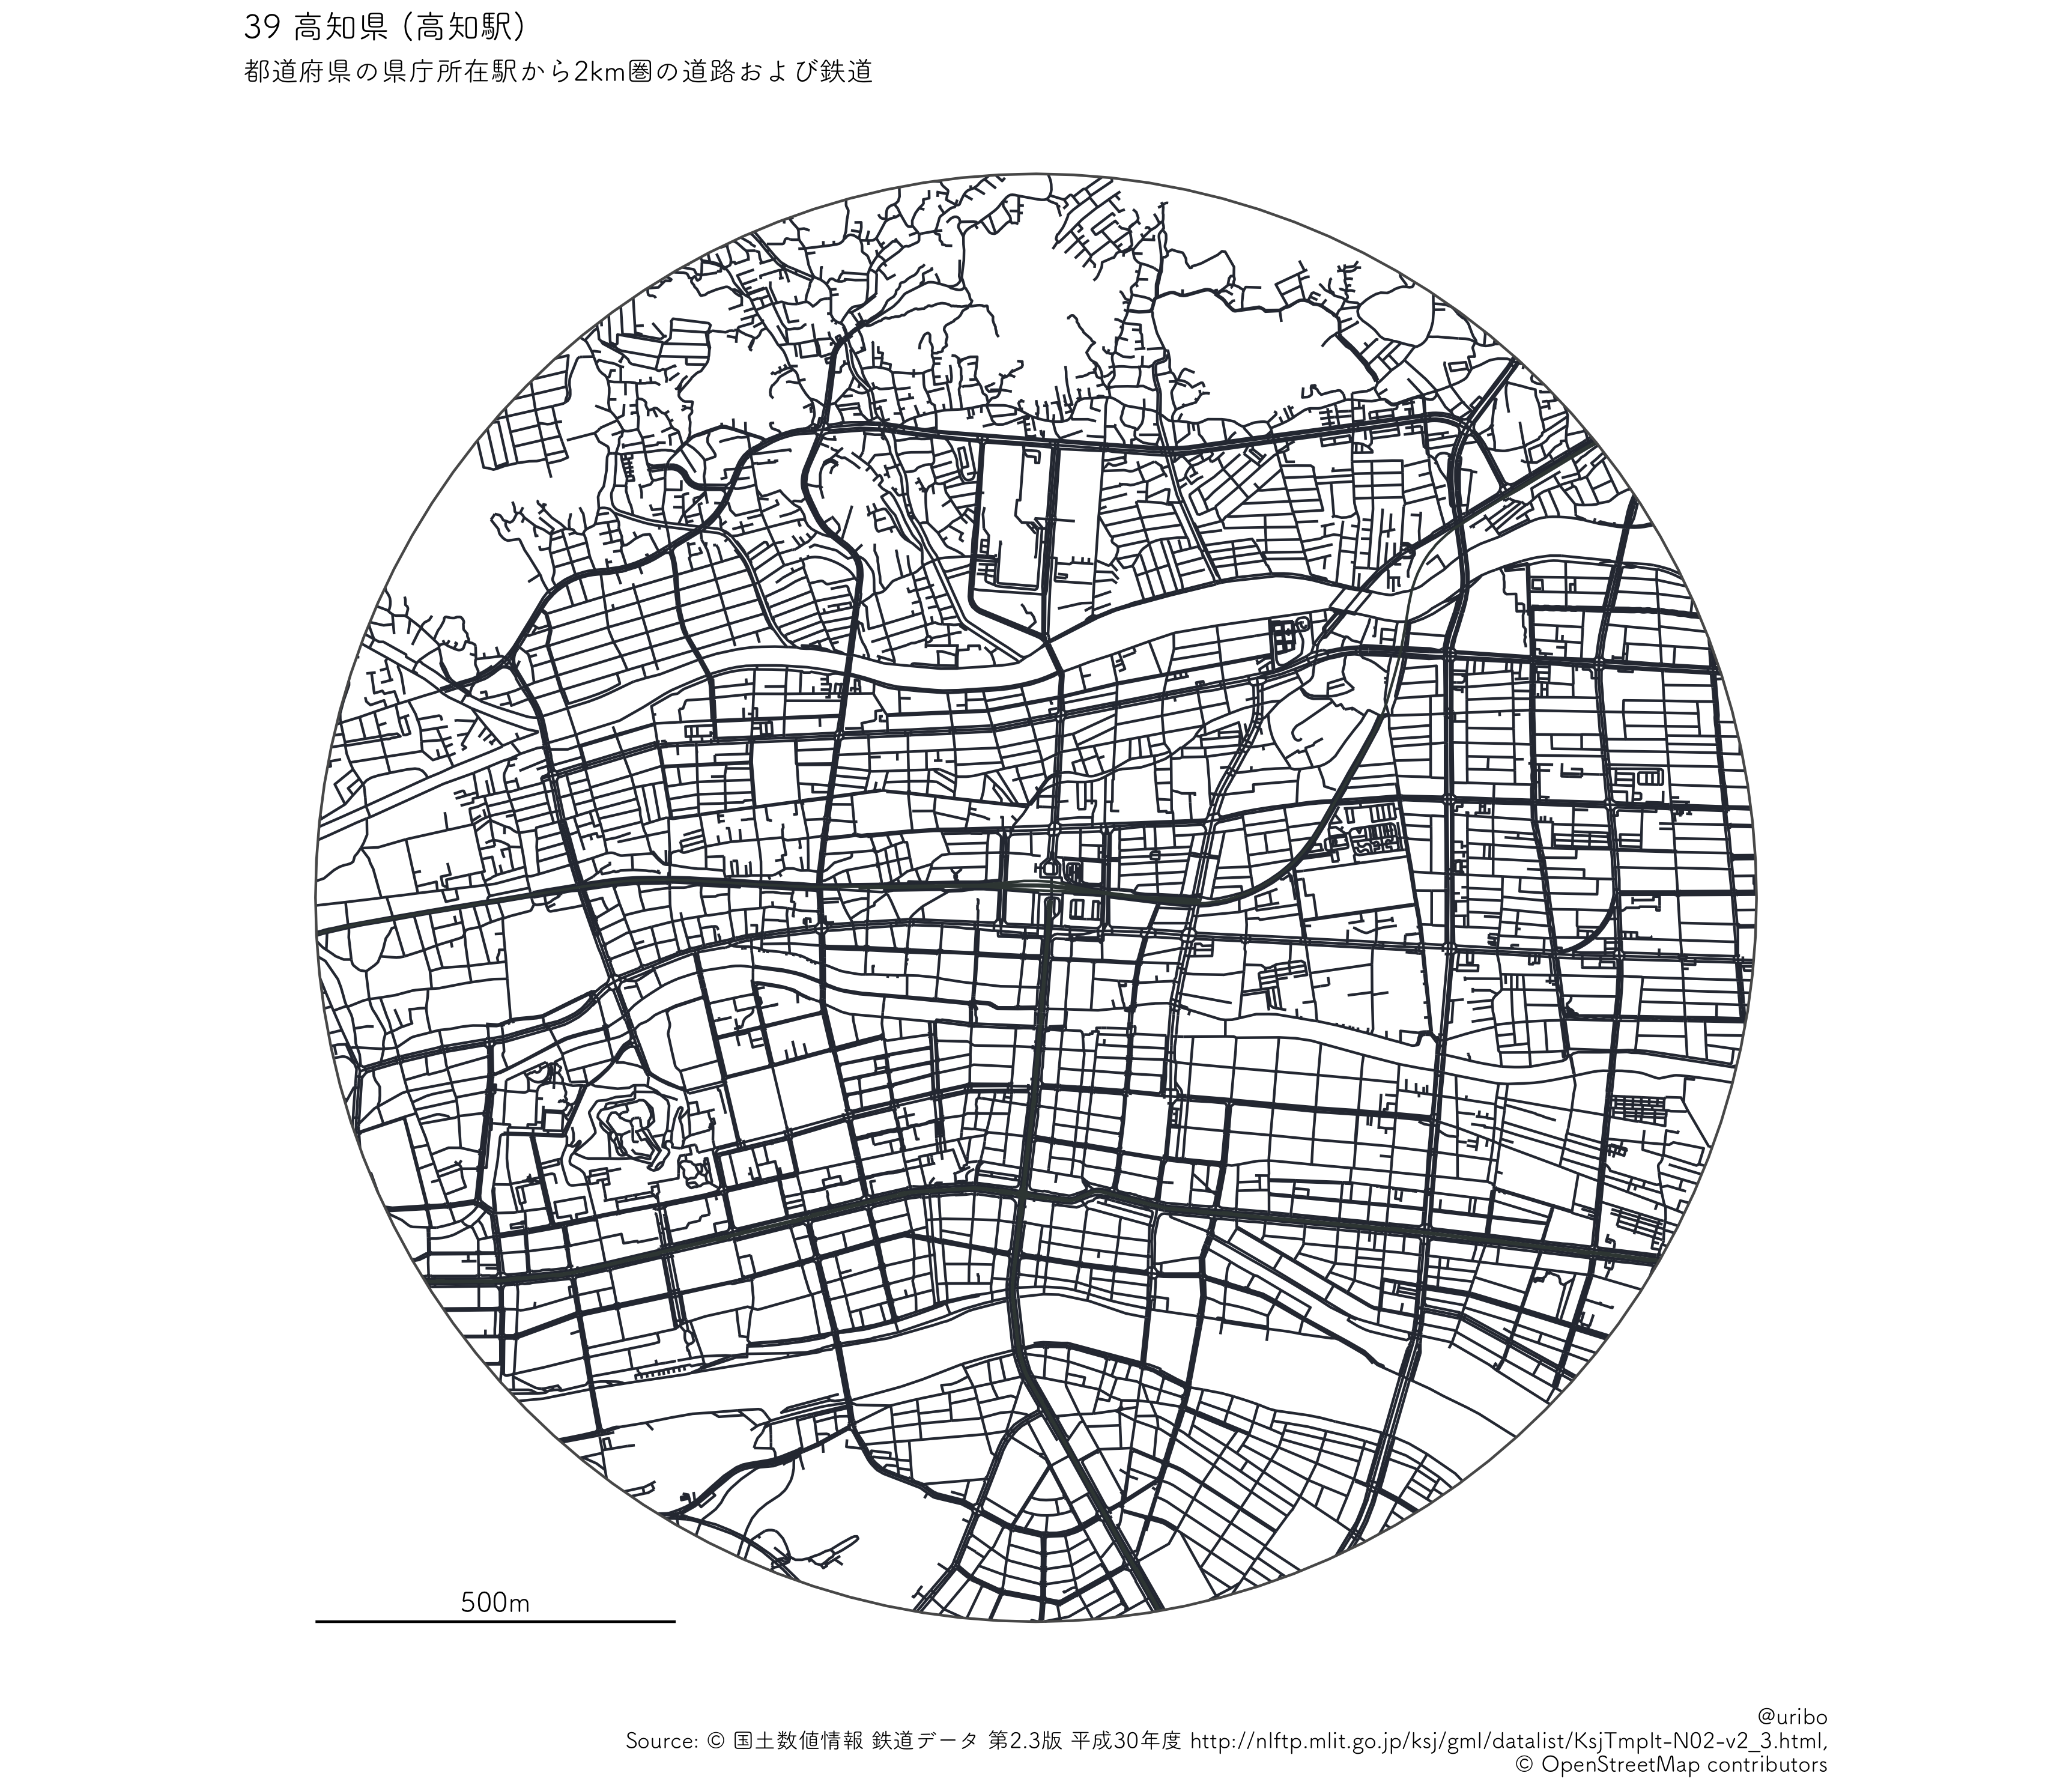 39 高知県 (高知駅)
都道府県の県庁所在駅から2km圏の道路および鉄道
500m
@uribo
Source: © 国土数値情報 鉄道データ 第2.3版 平成30年度 http://nlftp.mlit.go.jp/ksj/gml/datalist/KsjTmplt-N02-v2_3.html,
© OpenStreetMap contributors